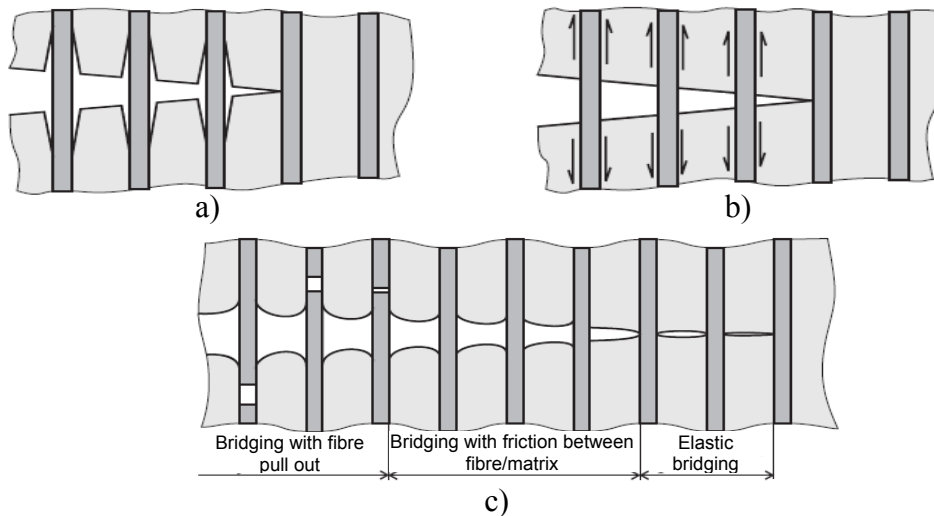 a)
b)
Bridging with fibre
pull out
Bridging with friction between
fibre/matrix
Elastic
bridging
c)